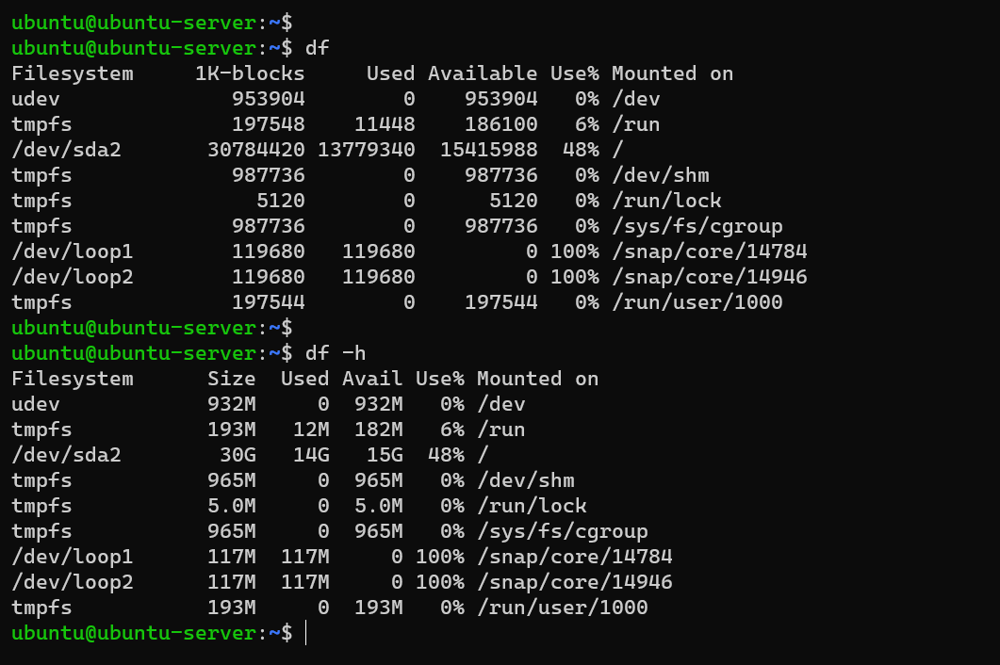 ubuntu@ubuntu-server:~$
ubuntu@ubuntu-server:~$ df
Filesystem     1K-blocks     Used Available Use% Mounted on
udev              953904        0    953904   0% /dev
tmpfs             197548    11448    186100   6% /run
/dev/sda2       30784420 13779340  15415988  48% /
tmpfs             987736        0    987736   0% /dev/shm
tmpfs               5120        0      5120   0% /run/lock
tmpfs             987736        0    987736   0% /sys/fs/cgroup
/dev/loop1        119680   119680         0 100% /snap/core/14784
/dev/loop2        119680   119680         0 100% /snap/core/14946
tmpfs             197544        0    197544   0% /run/user/1000
ubuntu@ubuntu-server:~$
ubuntu@ubuntu-server:~$ df -h
Filesystem      Size  Used Avail Use% Mounted on
udev            932M     0  932M   0% /dev
tmpfs           193M   12M  182M   6% /run
/dev/sda2        30G   14G   15G  48% /
tmpfs           965M     0  965M   0% /dev/shm
tmpfs           5.0M     0  5.0M   0% /run/lock
tmpfs           965M     0  965M   0% /sys/fs/cgroup
/dev/loop1      117M  117M     0 100% /snap/core/14784
/dev/loop2      117M  117M     0 100% /snap/core/14946
tmpfs           193M     0  193M   0% /run/user/1000
ubuntu@ubuntu-server:~$